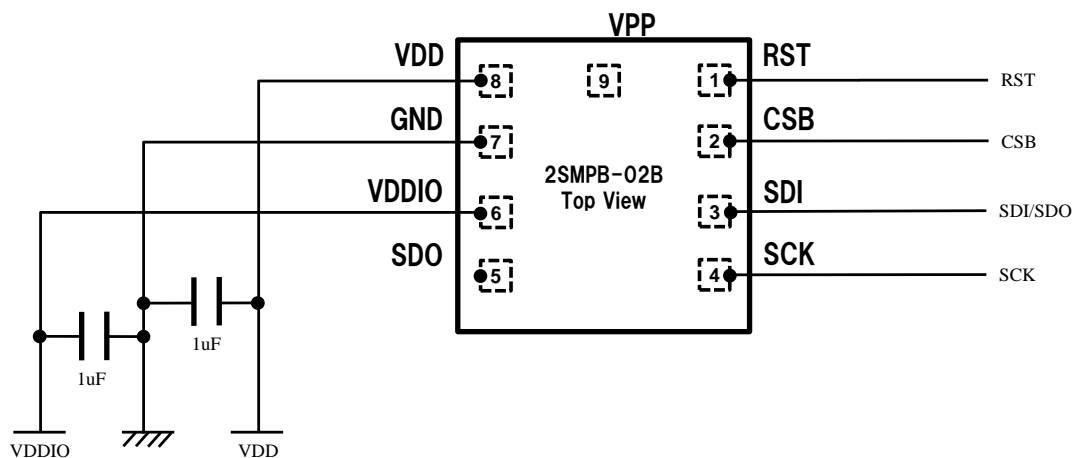 VPP
VDD
8
9
1
RST
RST
GND
7
2
CSB
CSB
2SMPB-02B
Top View
VDDIO
6
3
SDI
SDI/SDO
SDO
5
4
SCK
SCK
1uF
1uF
VDDIO
VDD